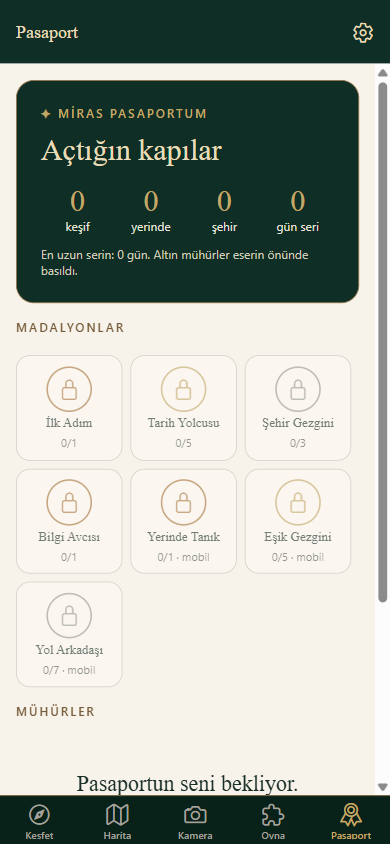 Pasaport
✦ MİRAS PASAPORTUM
Açtığın kapılar
0 0 0 0
keşif yerinde şehir gün seri
En uzun serin: 0 gün. Altın mühürler eserin önünde
basıldı.
MADALYONLAR
İlk Adım Tarih Yolcusu Şehir Gezgini
0/1 0/5 0/3
Bilgi Avcısı Yerinde Tanık Eşik Gezgini
0/1 0/1 · mobil 0/5 · mobil
Yol Arkadaşı
0/7 · mobil
MÜHÜRLER
Pasaportun seni bekliyor.
Keşfet Harita Kamera Oyna Pasaport